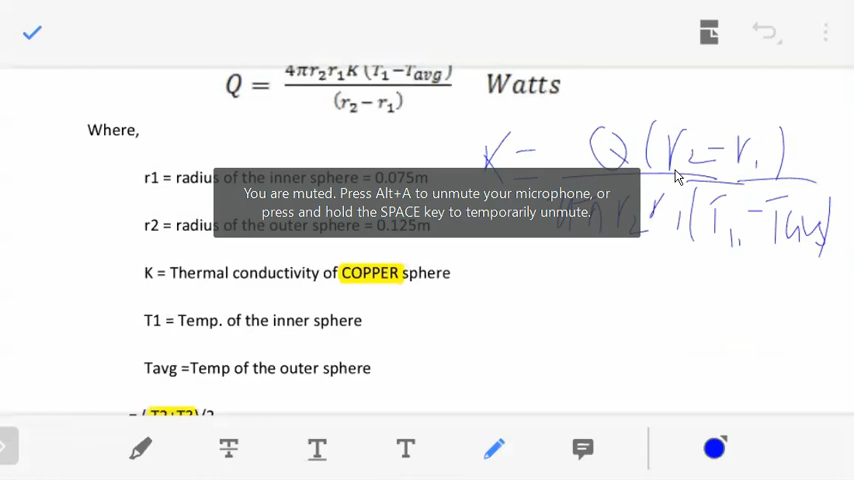 Q = 4πr₂r₁K (T₁−Tavg) / (r₂−r₁) Watts
Where,
K = Q(r₂−r₁) / 4π r₂ r₁(T₁−Tavg)
r1 = radius of the inner sphere = 0.075m
You are muted. Press Alt+A to unmute your microphone, or
press and hold the SPACE key to temporarily unmute.
r2 = radius of the outer sphere = 0.125m
K = Thermal conductivity of COPPER sphere
T1 = Temp. of the inner sphere
Tavg =Temp of the outer sphere
= ( T2+T3)/2